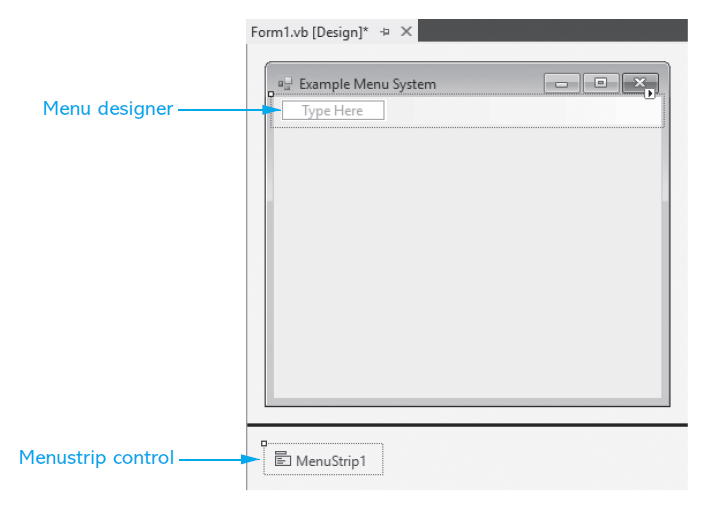 Form1.vb [Design]*
Example Menu System
Menu designer
Type Here
Menustrip control
MenuStrip1